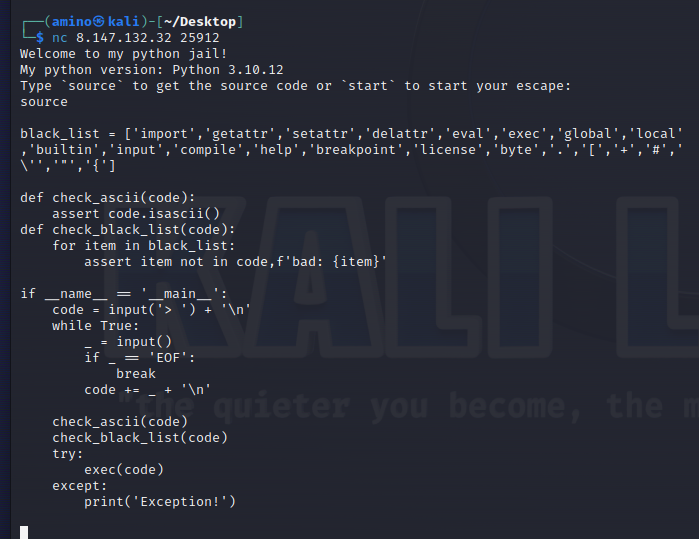 ┌──(amino㉿kali)-[~/Desktop]
└─$ nc 8.147.132.32 25912
Welcome to my python jail!
My python version: Python 3.10.12
Type `source` to get the source code or `start` to start your escape:
source

black_list = ['import','getattr','setattr','delattr','eval','exec','global','local'
,'builtin','input','compile','help','breakpoint','license','byte','.','[','+','#','
\'','"','{']

def check_ascii(code):
    assert code.isascii()
def check_black_list(code):
    for item in black_list:
        assert item not in code,f'bad: {item}'

if __name__ == '__main__':
    code = input('> ') + '\n'
    while True:
        _ = input()
        if _ == 'EOF':
            break
        code += _ + '\n'

    check_ascii(code)
    check_black_list(code)
    try:
        exec(code)
    except:
        print('Exception!')
KALI L
"the quieter you become, the m